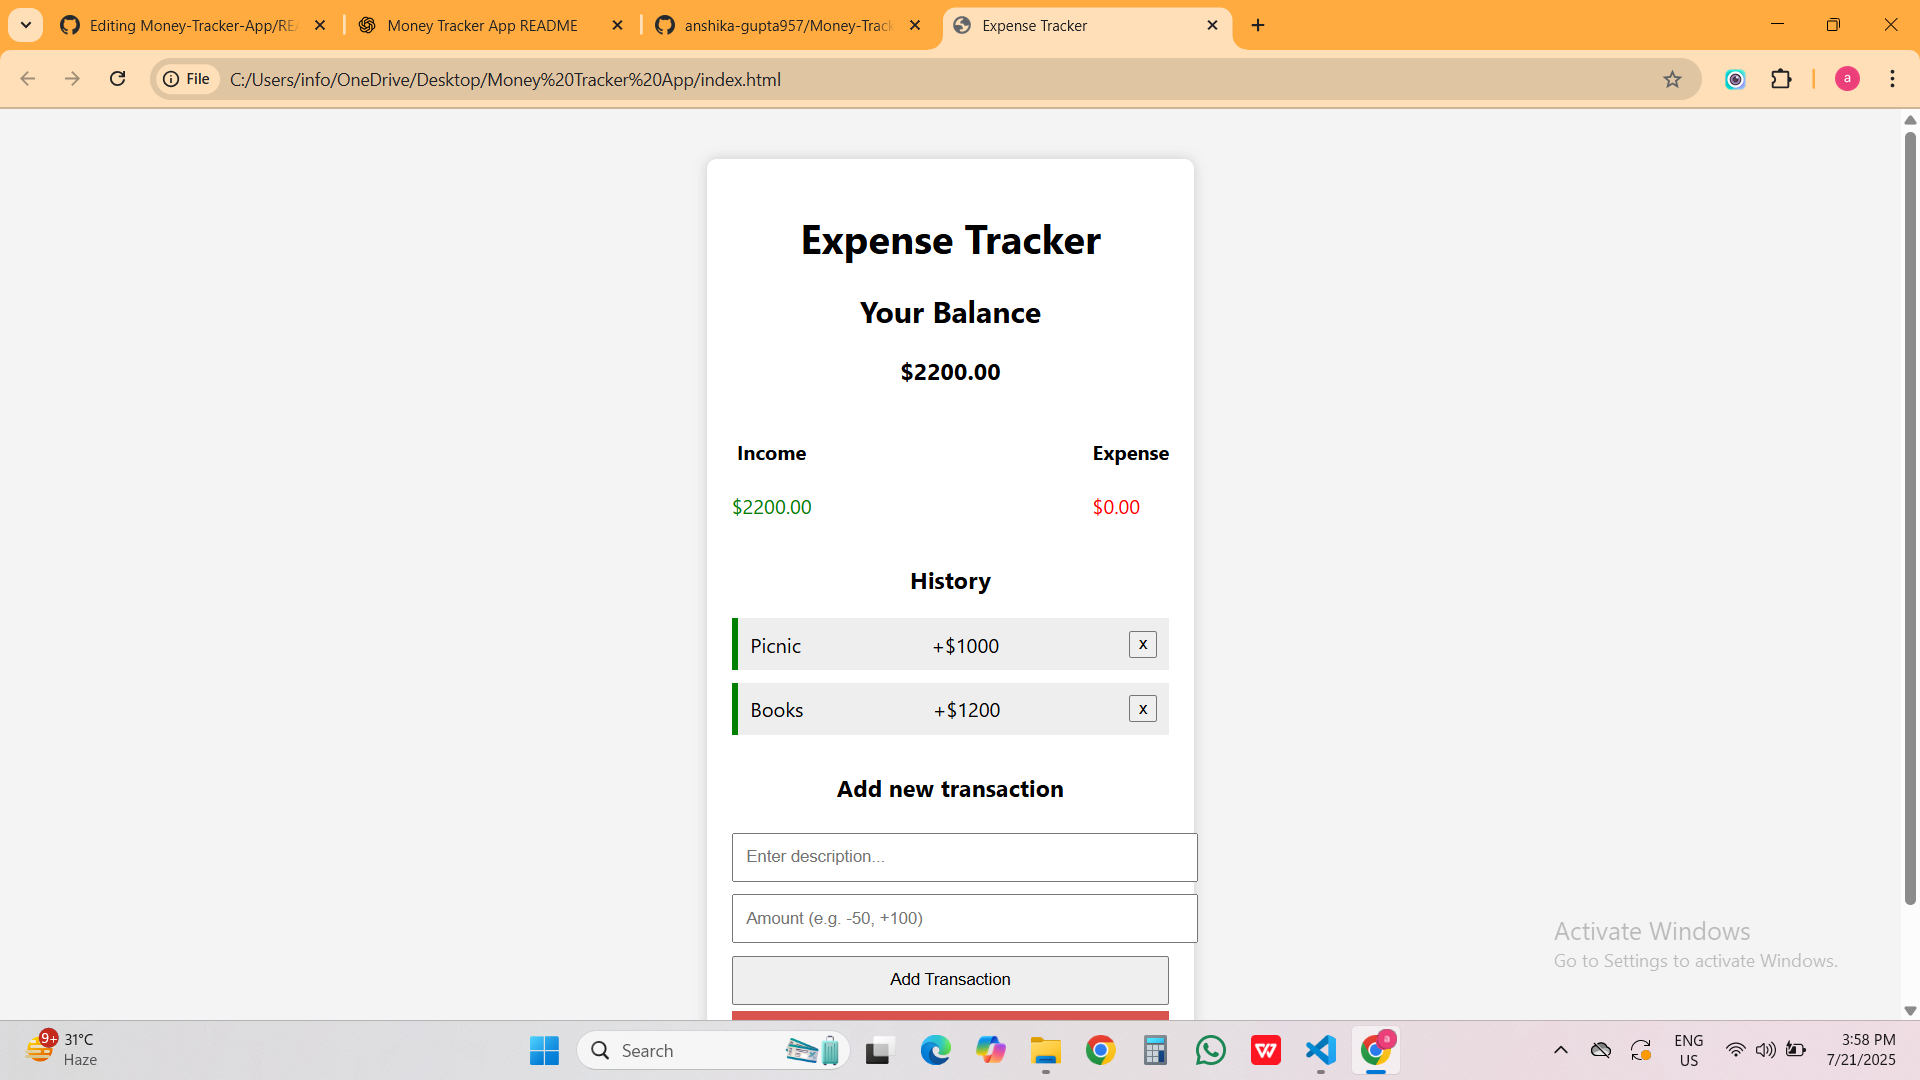 Editing Money-Tracker-App/REA
Money Tracker App README
anshika-gupta957/Money-Track
Expense Tracker
File
C:/Users/info/OneDrive/Desktop/Money%20Tracker%20App/index.html
a
Expense Tracker
Your Balance
$2200.00
Income Expense
$2200.00 $0.00
History
Picnic +$1000 x
Books +$1200 x
Add new transaction
Enter description...
Amount (e.g. -50, +100)
Add Transaction
Activate Windows
Go to Settings to activate Windows.
9+
31°C
Haze
Search
W
a
ENG
US
3:58 PM
7/21/2025